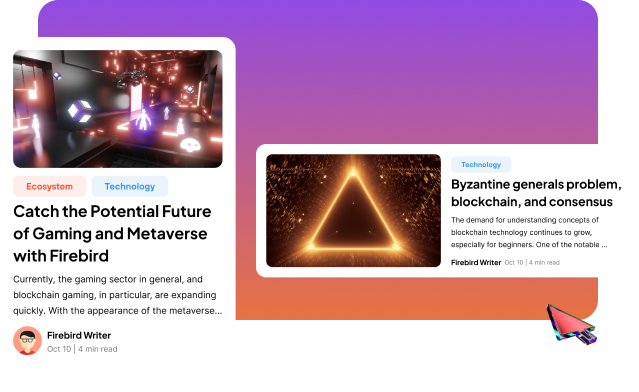 Ecosystem
Technology
Catch the Potential Future
of Gaming and Metaverse
with Firebird
Currently, the gaming sector in general, and
blockchain gaming, in particular, are expanding
quickly. With the appearance of the metaverse...
Firebird Writer
Oct 10 | 4 min read
Technology
Byzantine generals problem,
blockchain, and consensus
The demand for understanding concepts of
blockchain technology continues to grow,
especially for beginners. One of the notable ...
Firebird Writer Oct 10 | 4 min read